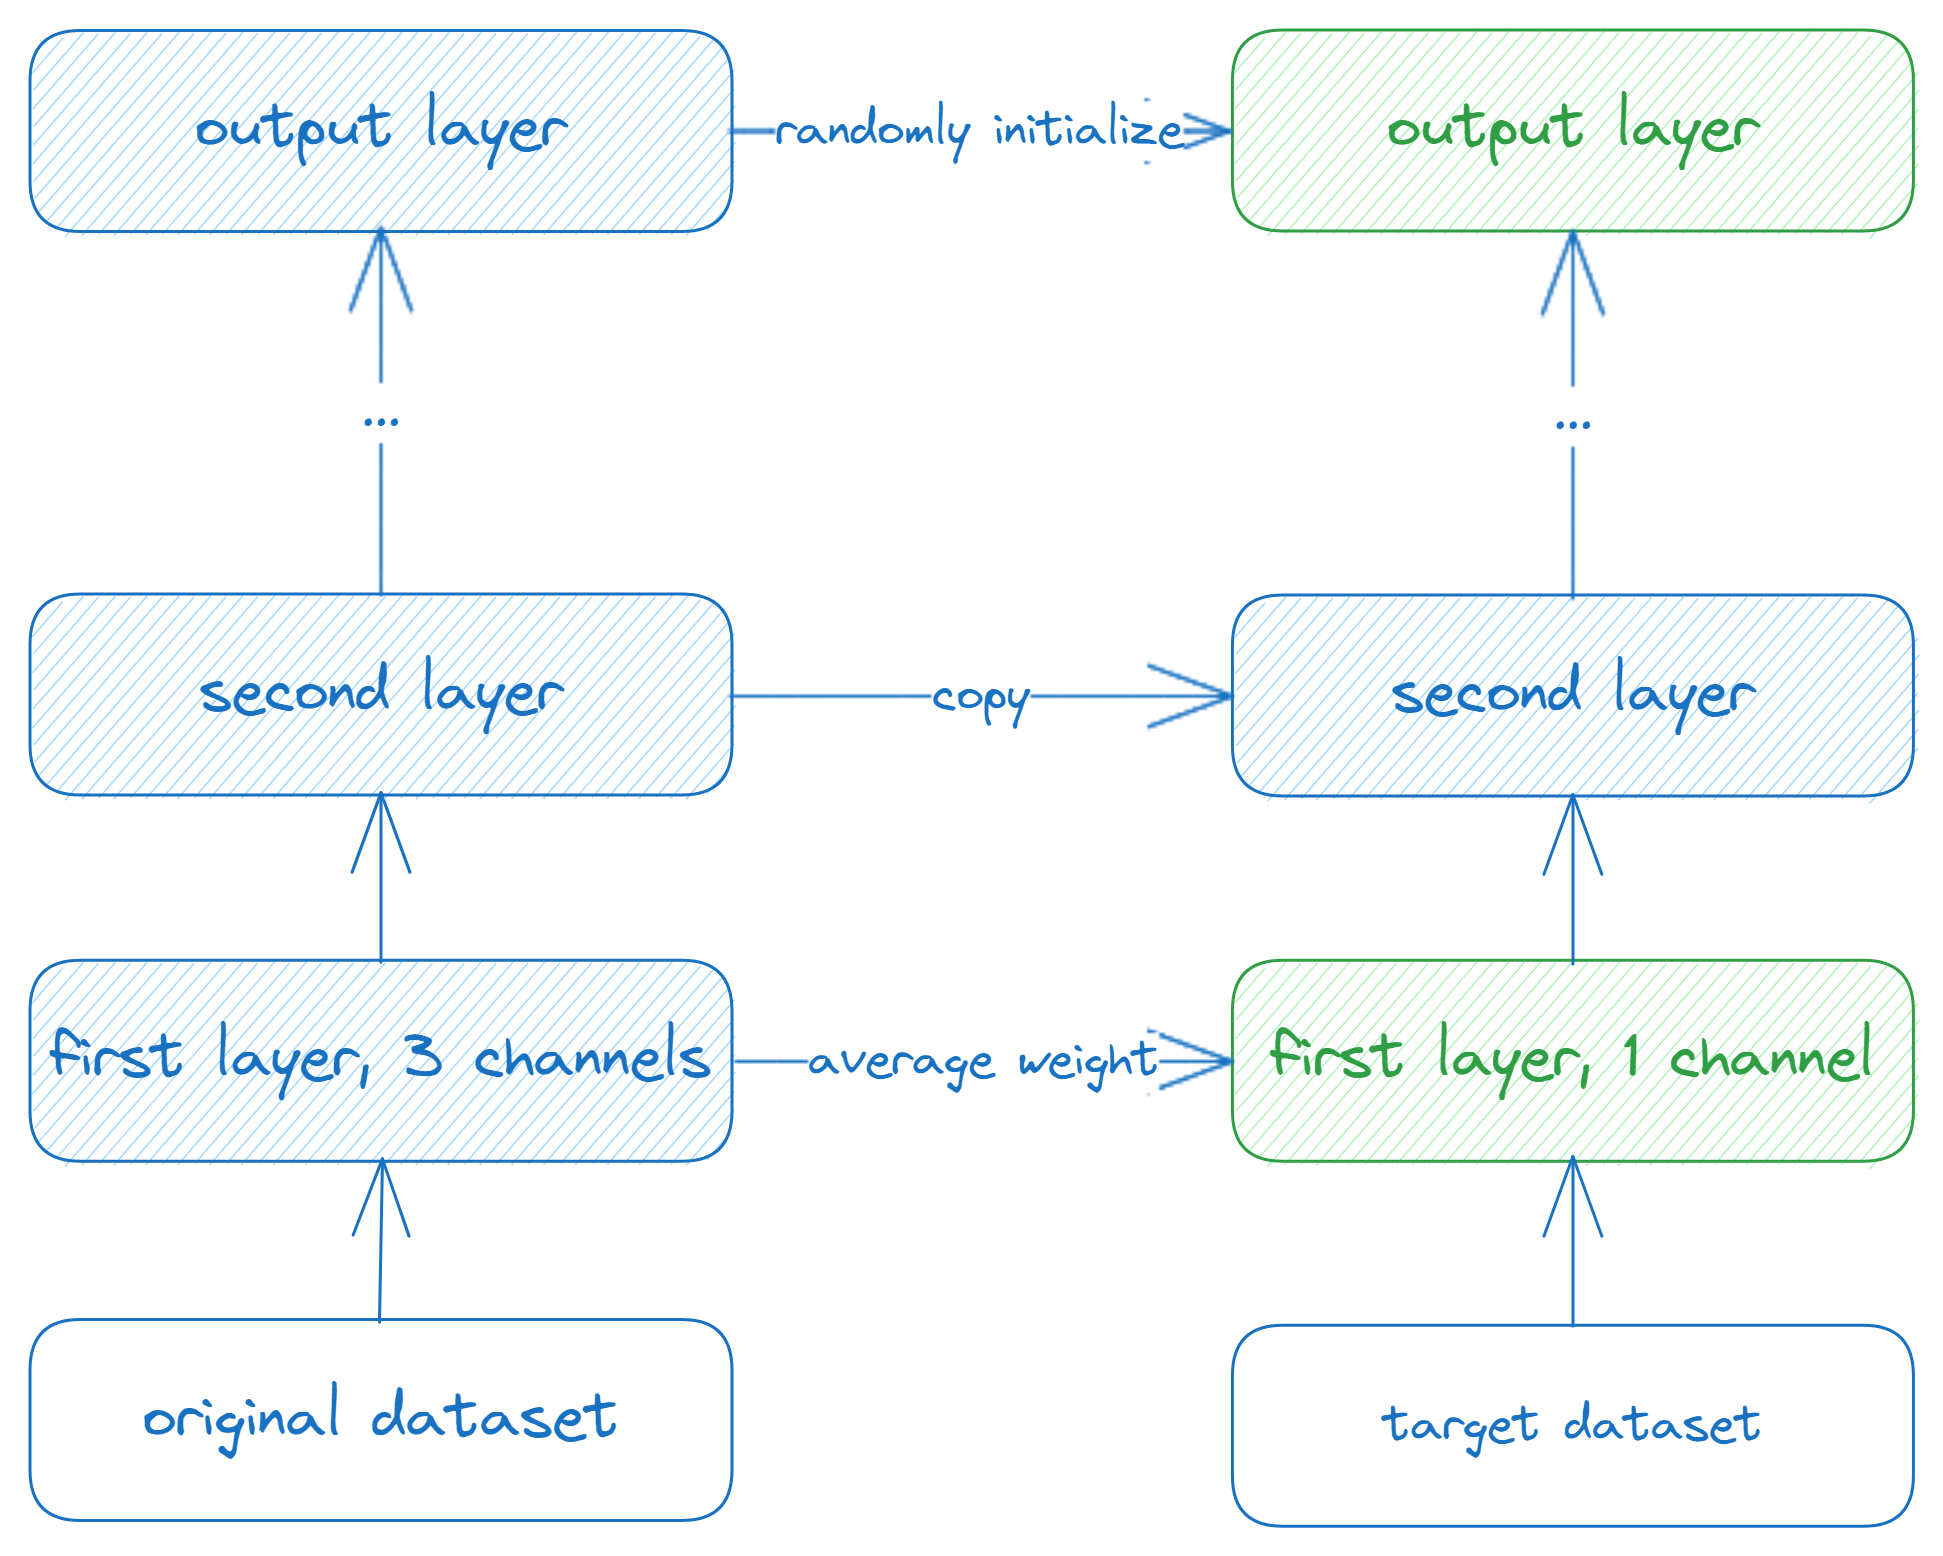 output layer
randomly initialize
output layer
...
...
second layer
copy
second layer
first layer, 3 channels
average weight
first layer, 1 channel
original dataset
target dataset